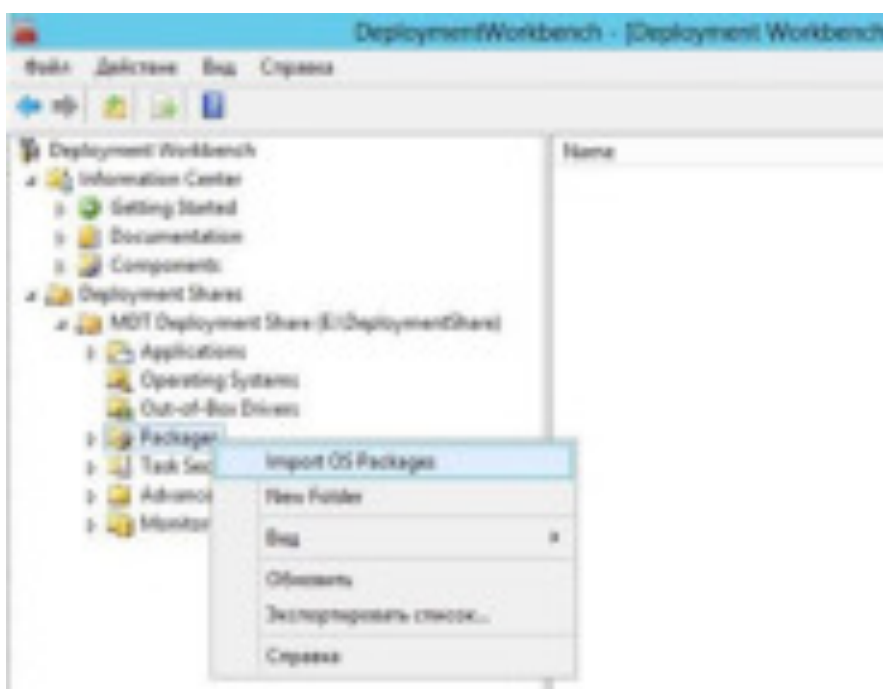 DeploymentWorkbench - [Deployment Workbench
Файл Действие Вид Справка
Deployment Workbench
Name
Information Center
Getting Started
Documentation
Components
Deployment Shares
MDT Deployment Share (E:\DeploymentShare)
Applications
Operating Systems
Out-of-Box Drivers
Packages
Import OS Packages
Task Seq
New Folder
Advance
Monitor
Вид
Обновить
Экспортировать список...
Справка